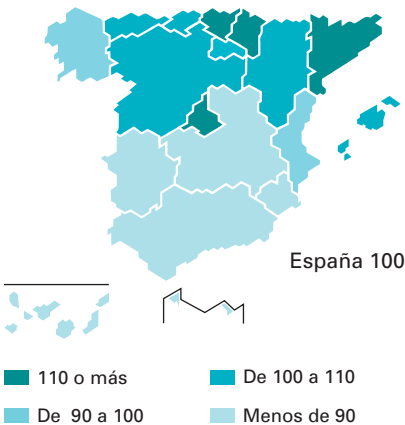 España 100
110 o más
De 100 a 110
De 90 a 100
Menos de 90